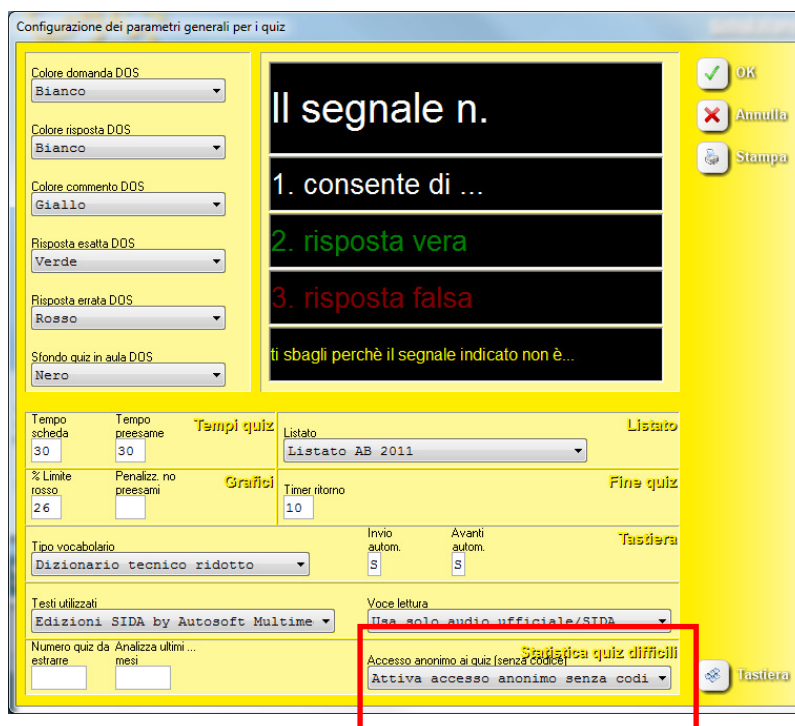 Configurazione dei parametri generali per i quiz
Colore domanda DOS
Bianco
Colore risposta DOS
Bianco
Colore commento DOS
Giallo
Risposta esatta DOS
Verde
Risposta errata DOS
Rosso
Sfondo quiz in aula DOS
Nero
Il segnale n.
1. consente di ...
2. risposta vera
3. risposta falsa
ti sbagli perchè il segnale indicato non è...
OK
Annulla
Stampa
Tempo scheda
30
Tempo preesame
30
Tempi quiz
Listato
Listato AB 2011
Listato
% Limite rosso
26
Penalizz. no preesami
Grafici
Timer ritorno
10
Fine quiz
Tipo vocabolario
Dizionario tecnico ridotto
Invio autom.
S
Avanti autom.
S
Tastiera
Testi utilizzati
Edizioni SIDA by Autosoft Multime
Voce lettura
Usa solo audio ufficiale/SIDA
Numero quiz da estrarre
Analizza ultimi ... mesi
Statistica quiz difficili
Accesso anonimo ai quiz (senza codice)
Attiva accesso anonimo senza codi
Tastiera